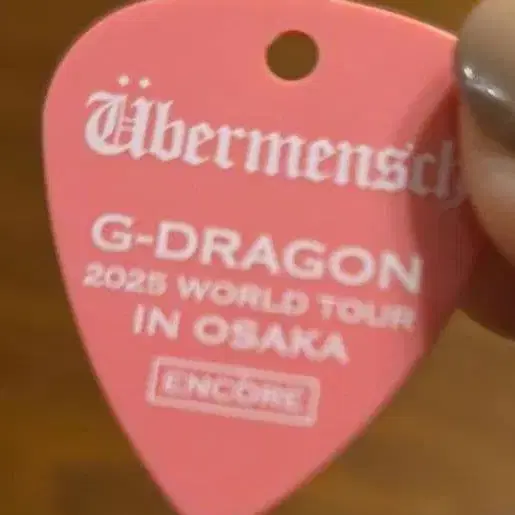 Übermensch
G-DRAGON
2025 WORLD TOUR
IN OSAKA
ENCORE